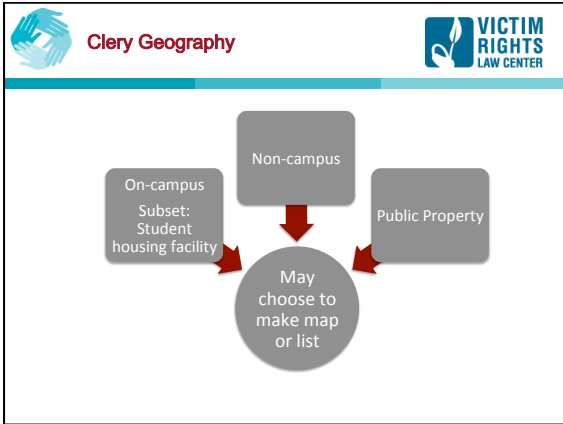 Clery Geography
VICTIM
RIGHTS
LAW CENTER
Non-campus
On-campus
Subset:
Student
housing facility
Public Property
May
choose to
make map
or list